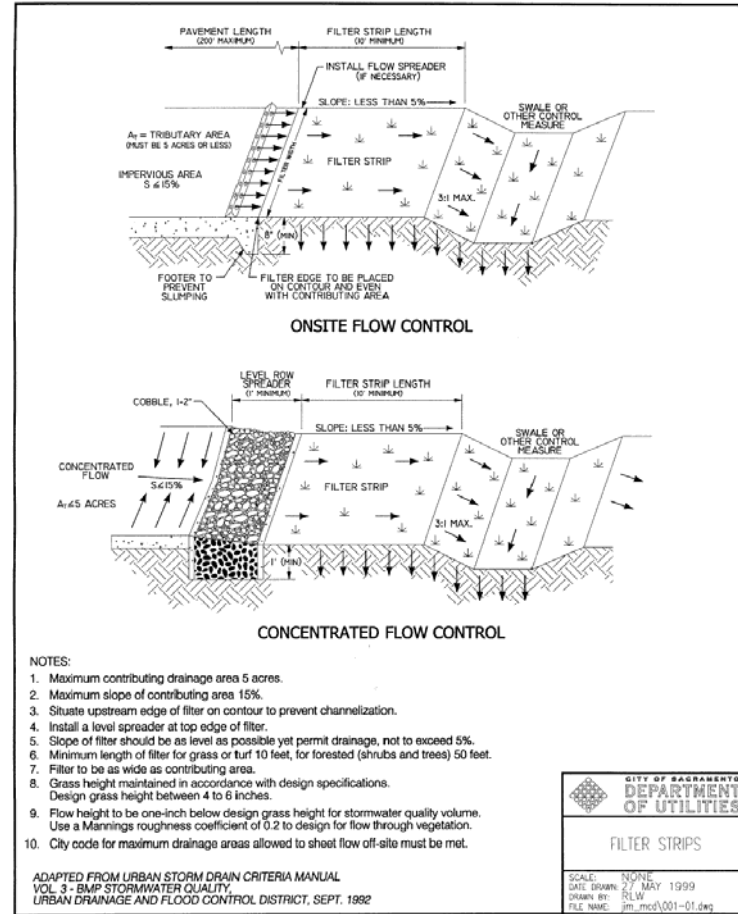 PAVEMENT LENGTH
(200' MAXIMUM)
FILTER STRIP LENGTH
(10' MINIMUM)
INSTALL FLOW SPREADER
(IF NECESSARY)
SLOPE: LESS THAN 5%
SWALE OR
OTHER CONTROL
MEASURE
AT = TRIBUTARY AREA
(MUST BE 5 ACRES OR LESS)
IMPERVIOUS AREA
S ≤ 15%
FILTER WIDTH
FILTER STRIP
3:1 MAX.
8" (MIN)
FOOTER TO
PREVENT
SLUMPING
FILTER EDGE TO BE PLACED
ON CONTOUR AND EVEN
WITH CONTRIBUTING AREA
ONSITE FLOW CONTROL
LEVEL ROW
SPREADER
(1' MINIMUM)
FILTER STRIP LENGTH
(10' MINIMUM)
COBBLE, 1-2"
SLOPE: LESS THAN 5%
SWALE OR
OTHER CONTROL
MEASURE
CONCENTRATED
FLOW
S≤15%
AT≤5 ACRES
FILTER STRIP
3:1 MAX.
1' (MIN)
CONCENTRATED FLOW CONTROL
NOTES:
1. Maximum contributing drainage area 5 acres.
2. Maximum slope of contributing area 15%.
3. Situate upstream edge of filter on contour to prevent channelization.
4. Install a level spreader at top edge of filter.
5. Slope of filter should be as level as possible yet permit drainage, not to exceed 5%.
6. Minimum length of filter for grass or turf 10 feet, for forested (shrubs and trees) 50 feet.
7. Filter to be as wide as contributing area.
8. Grass height maintained in accordance with design specifications.
Design grass height between 4 to 6 inches.
9. Flow height to be one-inch below design grass height for stormwater quality volume.
Use a Mannings roughness coefficient of 0.2 to design for flow through vegetation.
10. City code for maximum drainage areas allowed to sheet flow off-site must be met.
ADAPTED FROM URBAN STORM DRAIN CRITERIA MANUAL
VOL. 3 - BMP STORMWATER QUALITY,
URBAN DRAINAGE AND FLOOD CONTROL DISTRICT, SEPT. 1992
CITY OF SACRAMENTO
DEPARTMENT
OF UTILITIES
FILTER STRIPS
SCALE: NONE
DATE DRAWN: 27 MAY 1999
DRAWN BY: RLW
FILE NAME: jim_mcd\001-01.dwg